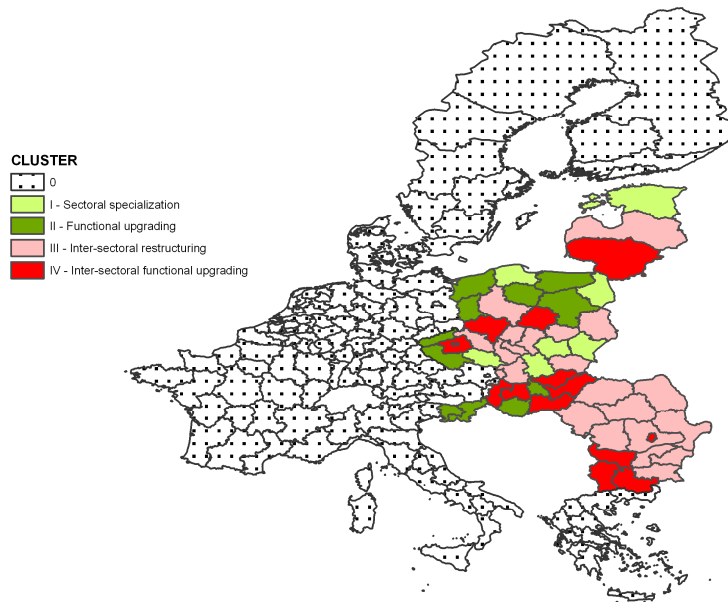 CLUSTER
0
I - Sectoral specialization
II - Functional upgrading
III - Inter-sectoral restructuring
IV - Inter-sectoral functional upgrading